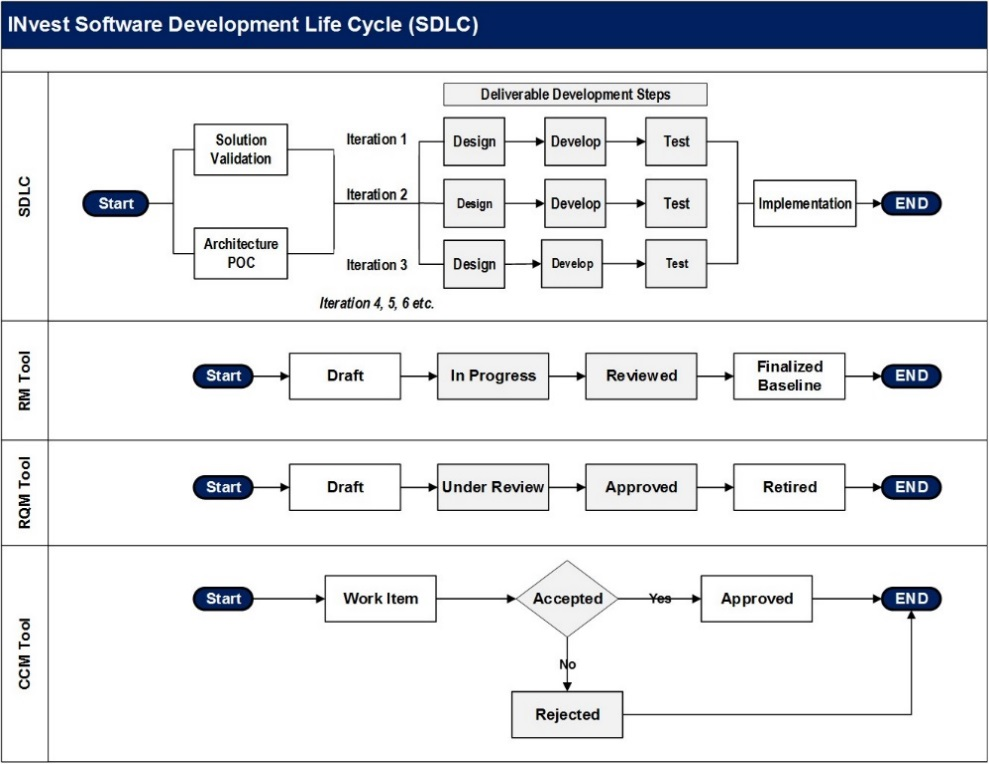 INvest Software Development Life Cycle (SDLC)
SDLC
Deliverable Development Steps
Start
Solution
Validation
Architecture
POC
Iteration 1
Design
Develop
Test
Iteration 2
Design
Develop
Test
Iteration 3
Design
Develop
Test
Iteration 4, 5, 6 etc.
Implementation
END
RM Tool
Start
Draft
In Progress
Reviewed
Finalized
Baseline
END
RQM Tool
Start
Draft
Under Review
Approved
Retired
END
CCM Tool
Start
Work Item
Accepted
Yes
Approved
END
No
Rejected